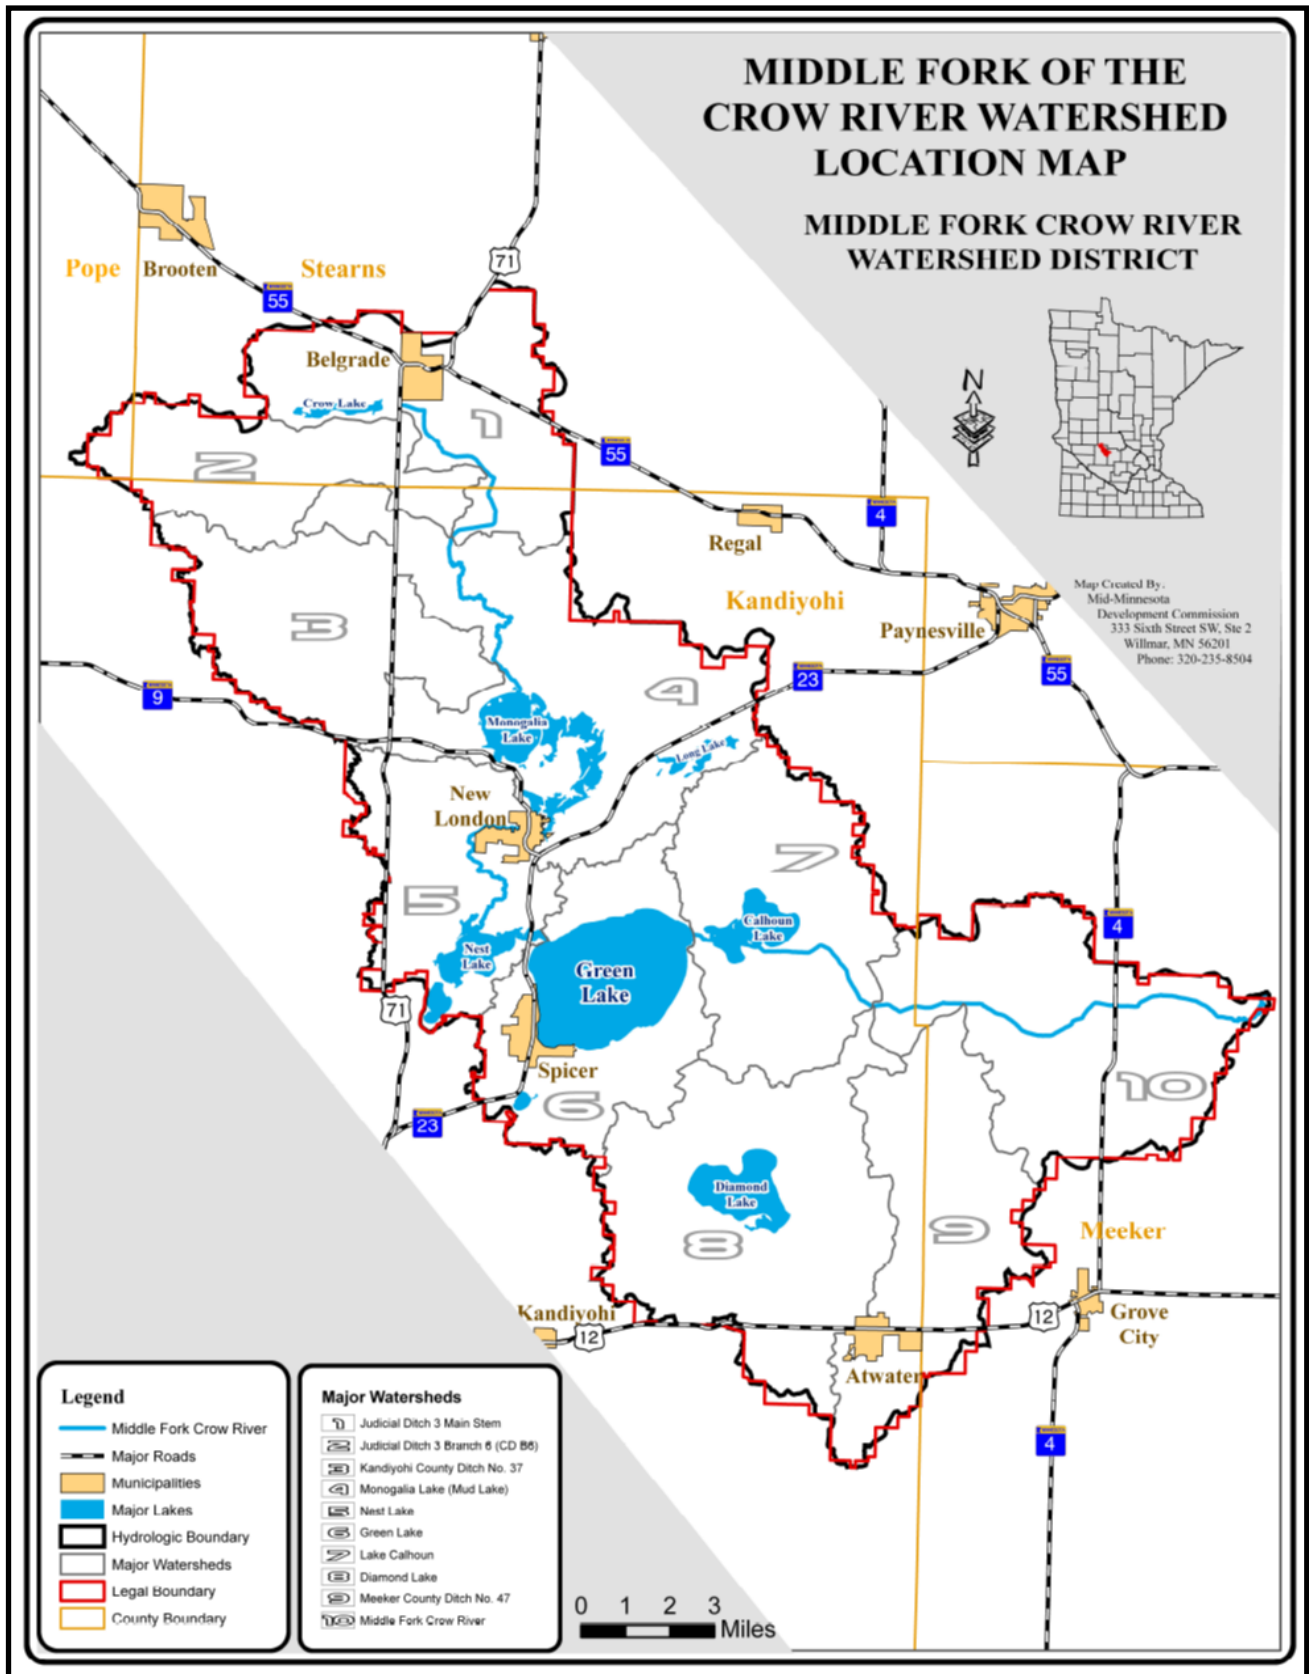 MIDDLE FORK OF THE
CROW RIVER WATERSHED
LOCATION MAP
MIDDLE FORK CROW RIVER
WATERSHED DISTRICT
N
Map Created By:
Mid-Minnesota
Development Commission
333 Sixth Street SW, Ste 2
Willmar, MN 56201
Phone: 320-235-8504
71
Pope
Brooten
Stearns
55
Belgrade
Crow Lake
1
2
55
4
Regal
Kandiyohi
Paynesville
3
4
23
55
9
Monogalia
Lake
Long Lake
New
London
7
5
Calhoun
Lake
4
Nest
Lake
Green
Lake
71
Spicer
6
10
23
Diamond
Lake
8
9
Meeker
Kandiyohi
12
12
Grove
City
Atwater
4
Legend
Middle Fork Crow River
Major Roads
Municipalities
Major Lakes
Hydrologic Boundary
Major Watersheds
Legal Boundary
County Boundary
Major Watersheds
1 Judicial Ditch 3 Main Stem
2 Judicial Ditch 3 Branch 6 (CD B6)
3 Kandiyohi County Ditch No. 37
4 Monogalia Lake (Mud Lake)
5 Nest Lake
6 Green Lake
7 Lake Calhoun
8 Diamond Lake
9 Meeker County Ditch No. 47
10 Middle Fork Crow River
0 1 2 3
Miles